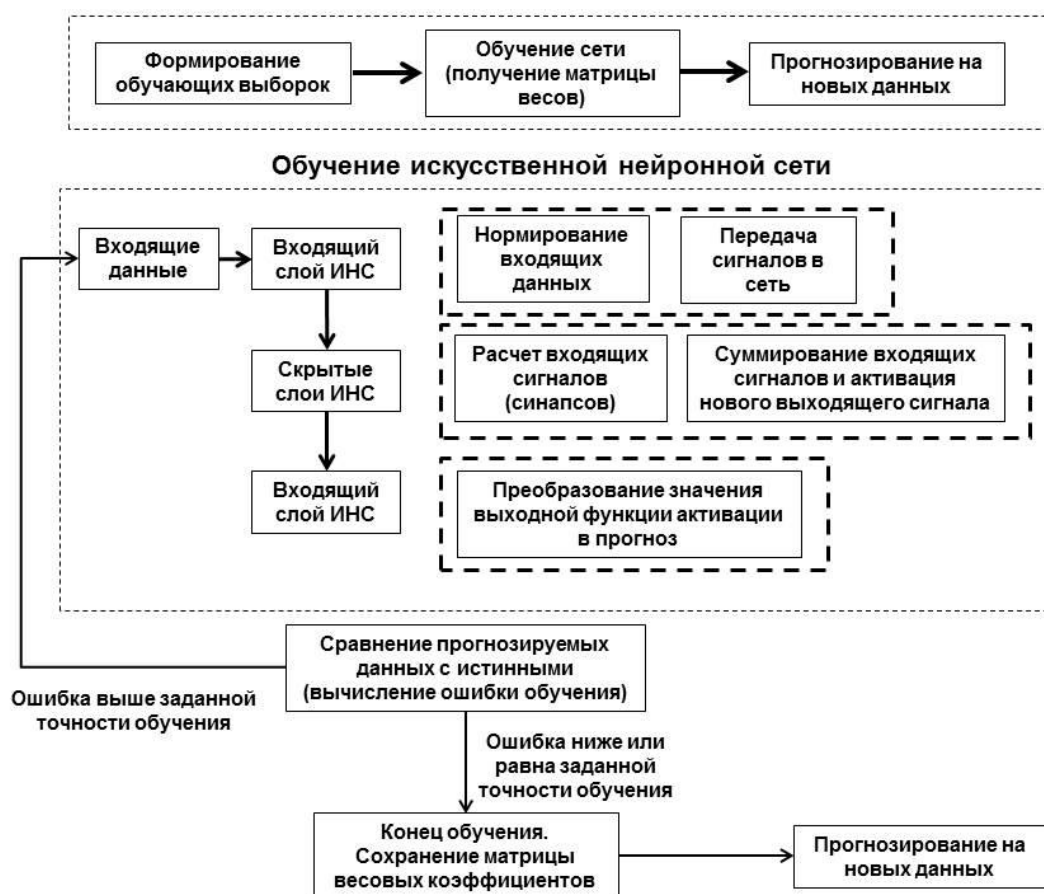 Формирование
обучающих выборок
Обучение сети
(получение матрицы
весов)
Прогнозирование на
новых данных
Обучение искусственной нейронной сети
Входящие
данные
Входящий
слой ИНС
Нормирование
входящих
данных
Передача
сигналов в
сеть
Скрытые
слои ИНС
Расчет входящих
сигналов
(синапсов)
Суммирование входящих
сигналов и активация
нового выходящего сигнала
Входящий
слой ИНС
Преобразование значения
выходной функции активации
в прогноз
Сравнение прогнозируемых
данных с истинными
(вычисление ошибки обучения)
Ошибка выше заданной
точности обучения
Ошибка ниже или
равна заданной
точности обучения
Конец обучения.
Сохранение матрицы
весовых коэффициентов
Прогнозирование на
новых данных